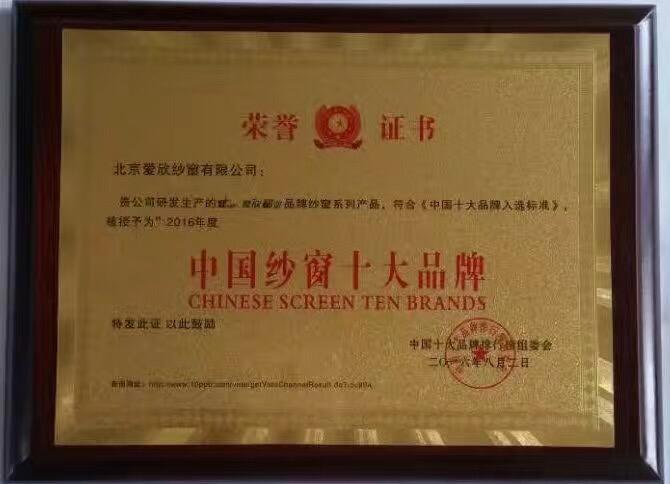 荣誉 证书
北京爱欣纱窗有限公司：
贵公司研发生产的 品牌纱窗系列产品，符合《中国十大品牌入选标准》，
被授予为"2016年度
中国纱窗十大品牌
CHINESE SCREEN TEN BRANDS
特发此证 以此鼓励
中国十大品牌排行榜组委会
二〇一六年八月二日
查询网址：